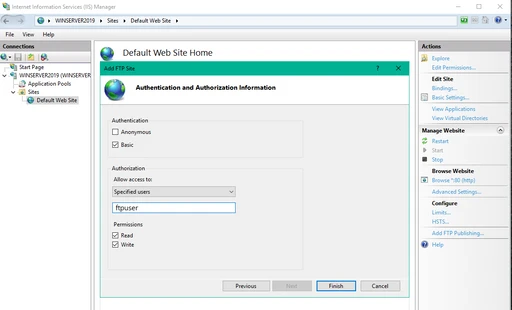 Internet Information Services (IIS) Manager
WINSERVER2019 Sites Default Web Site
File View Help
Connections
Start Page
WINSERVER2019 (WINSERVER
Application Pools
Sites
Default Web Site
Default Web Site Home
Add FTP Site
? ×
Authentication and Authorization Information
Authentication
Anonymous
Basic
Authorization
Allow access to:
Specified users
ftpuser
Permissions
Read
Write
Previous Next Finish Cancel
Actions
Explore
Edit Permissions...
Edit Site
Bindings...
Basic Settings...
View Applications
View Virtual Directories
Manage Website
Restart
Start
Stop
Browse Website
Browse *:80 (http)
Advanced Settings...
Configure
Limits...
HSTS...
Add FTP Publishing...
Help